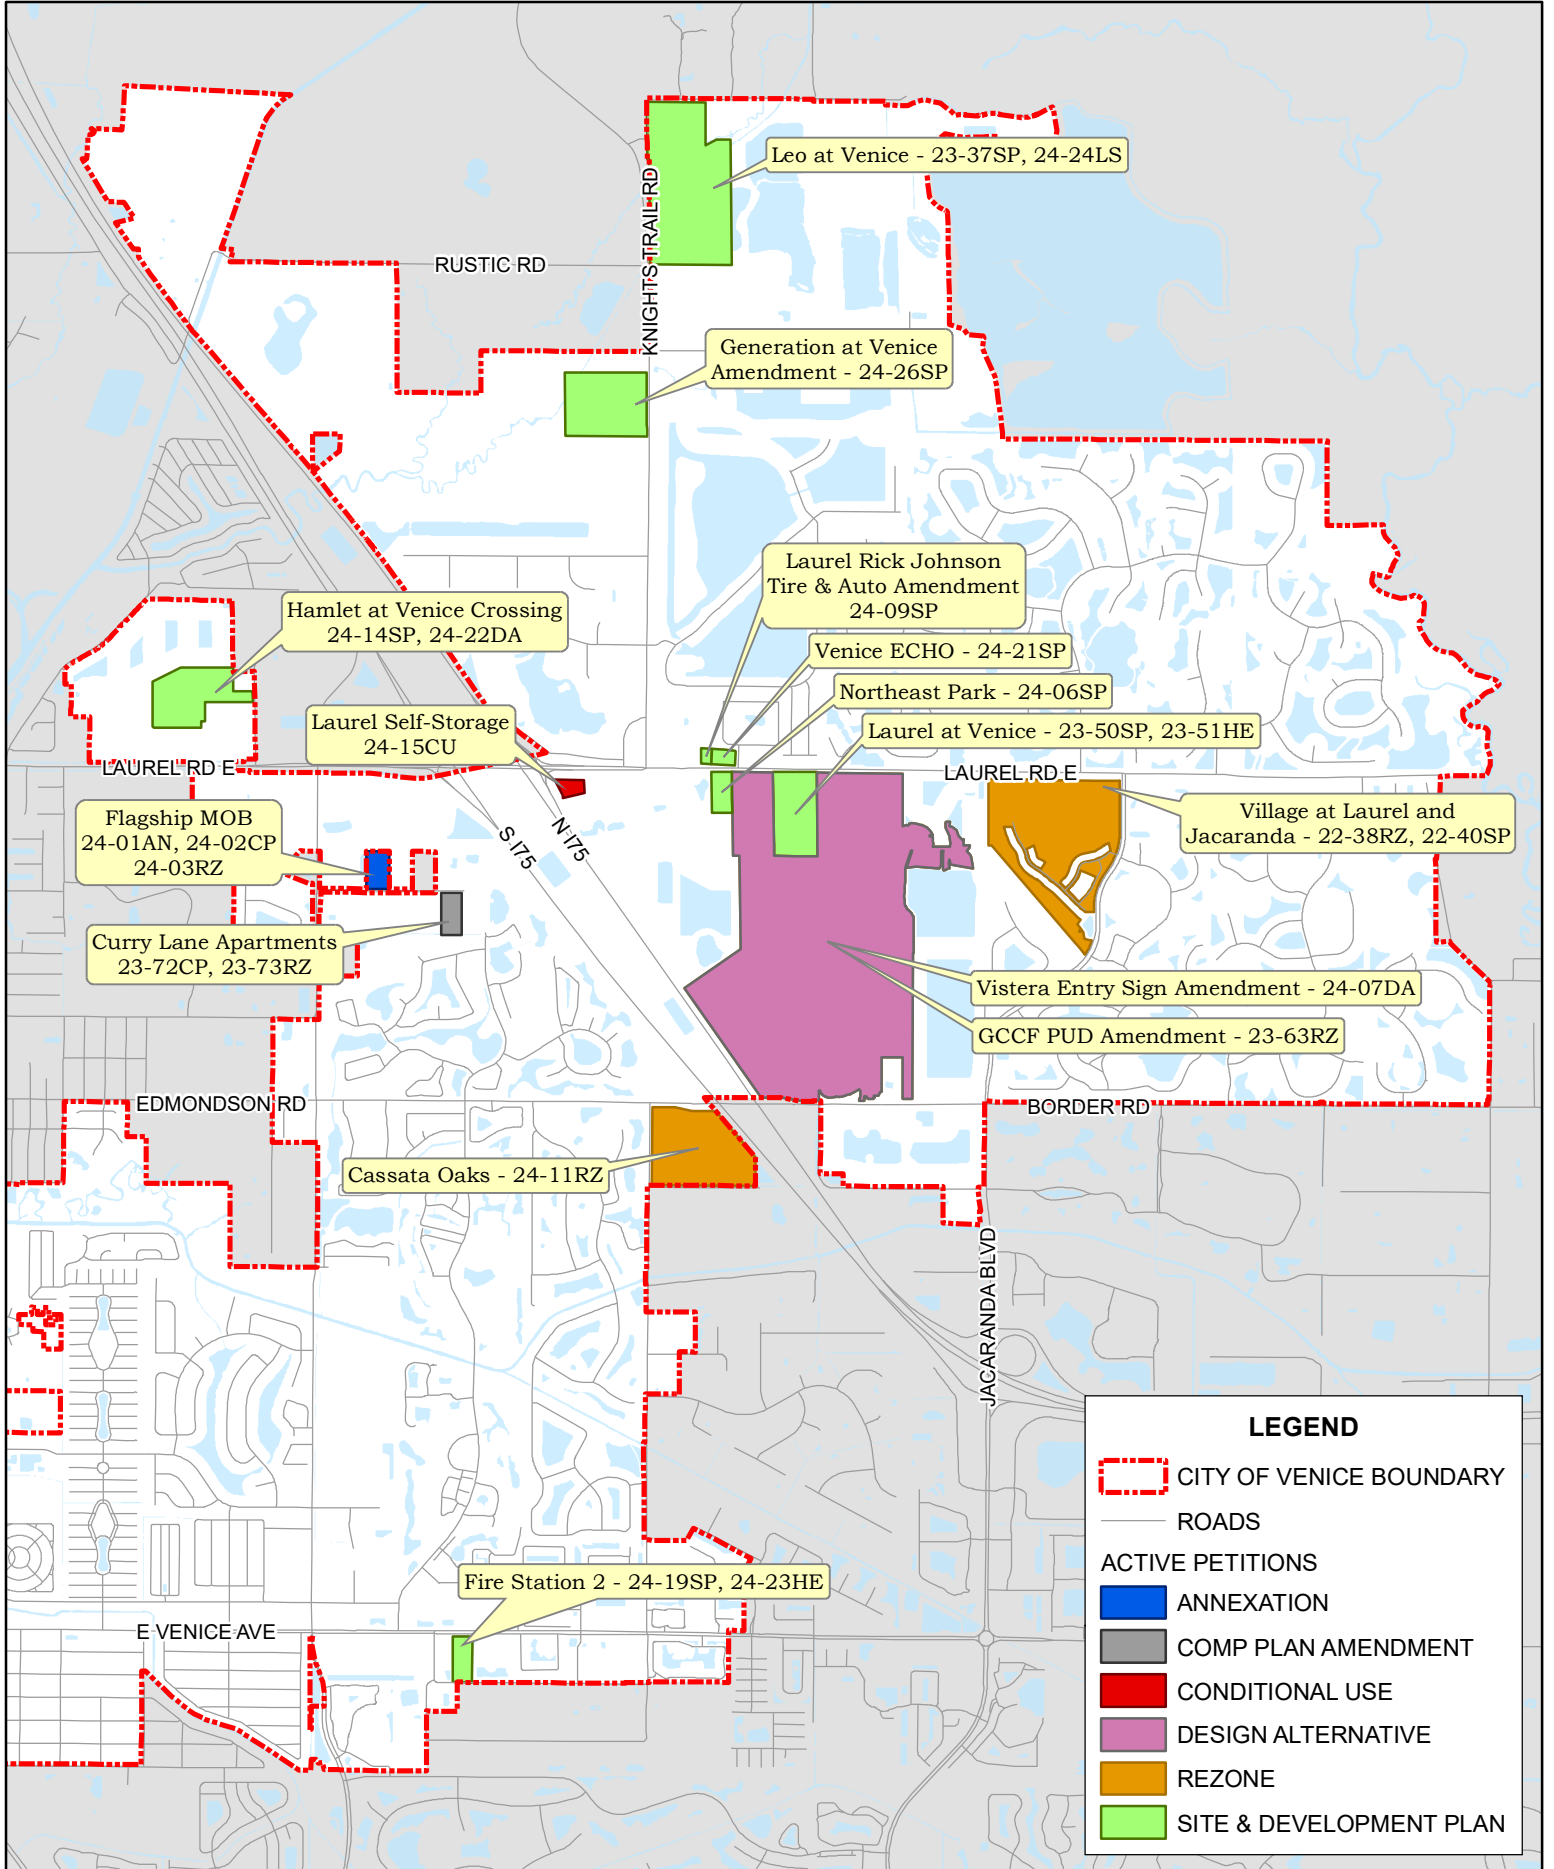 Leo at Venice - 23-37SP, 24-24LS
KNIGHTS TRAIL RD
RUSTIC RD
Generation at Venice
Amendment - 24-26SP
Laurel Rick Johnson
Tire & Auto Amendment
24-09SP
Hamlet at Venice Crossing
24-14SP, 24-22DA
Venice ECHO - 24-21SP
Northeast Park - 24-06SP
Laurel Self-Storage
24-15CU
Laurel at Venice - 23-50SP, 23-51HE
LAUREL RD E
LAUREL RD E
Flagship MOB
24-01AN, 24-02CP
24-03RZ
S I75
N I75
Village at Laurel and
Jacaranda - 22-38RZ, 22-40SP
Curry Lane Apartments
23-72CP, 23-73RZ
Vistera Entry Sign Amendment - 24-07DA
GCCF PUD Amendment - 23-63RZ
EDMONDSON RD
BORDER RD
Cassata Oaks - 24-11RZ
JACARANDA BLVD
Fire Station 2 - 24-19SP, 24-23HE
E VENICE AVE
LEGEND
CITY OF VENICE BOUNDARY
ROADS
ACTIVE PETITIONS
ANNEXATION
COMP PLAN AMENDMENT
CONDITIONAL USE
DESIGN ALTERNATIVE
REZONE
SITE & DEVELOPMENT PLAN